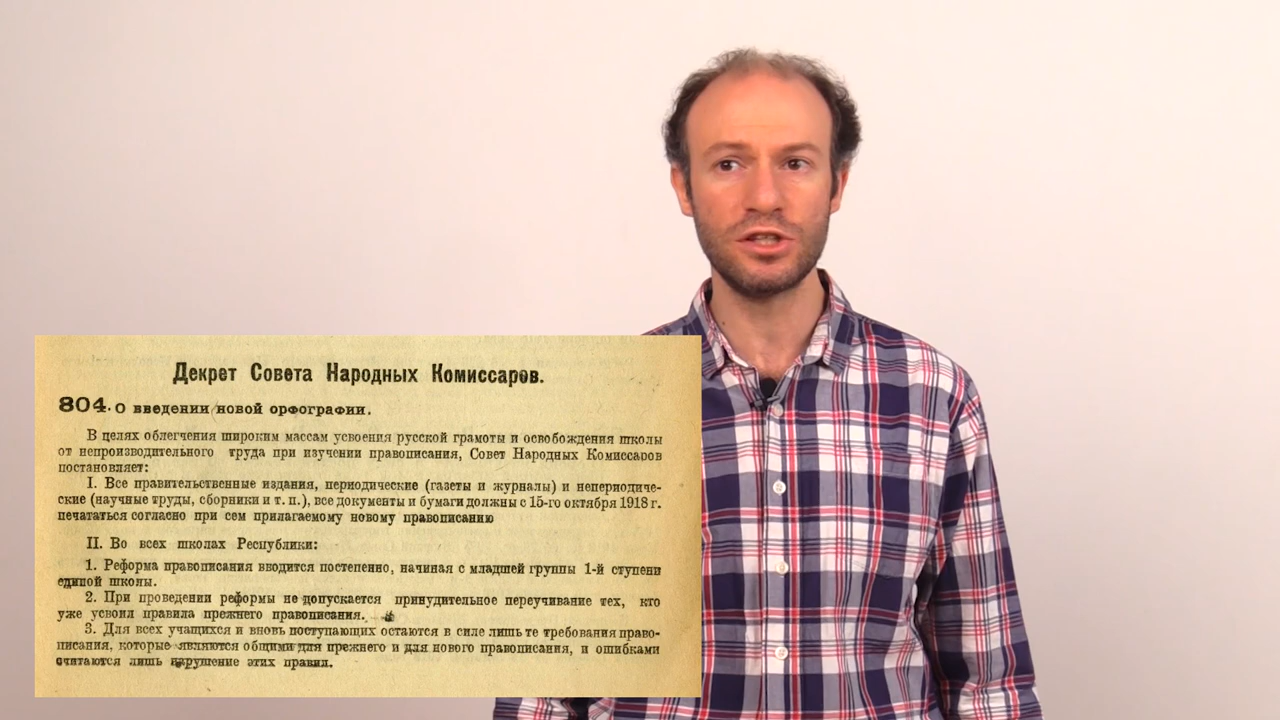 Декрет Совета Народных Комиссаров.
804. О введении новой орфографии.
В целях облегчения широким массам усвоения русской грамоты и освобождения школы
от непроизводительного труда при изучении правописания, Совет Народных Комиссаров
постановляет:
I. Все правительственные издания, периодические (газеты и журналы) и непериодиче-
ские (научные труды, сборники и т. п.), все документы и бумаги должны с 15-го октября 1918 г.
печататься согласно при сем прилагаемому новому правописанию
II. Во всех школах Республики:
1. Реформа правописания вводится постепенно, начиная с младшей группы 1-й ступени
единой школы.
2. При проведении реформы не допускается принудительное переучивание тех, кто
уже усвоил правила прежнего правописания.
3. Для всех учащихся и вновь поступающих остаются в силе лишь те требования право-
писания, которые являются общими для прежнего и для нового правописания, и ошибками
считаются лишь нарушение этих правил.